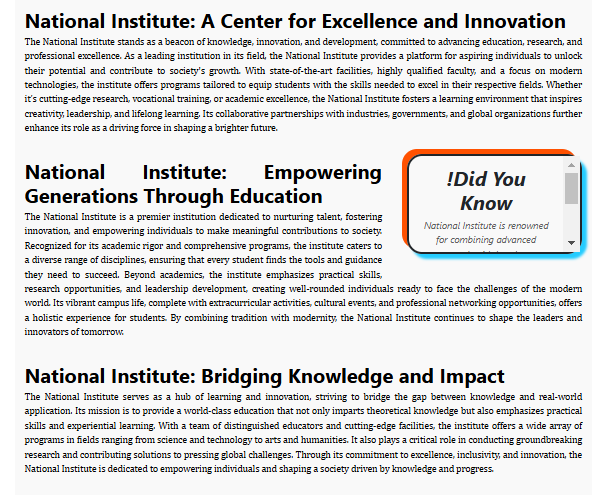 National Institute: A Center for Excellence and Innovation
The National Institute stands as a beacon of knowledge, innovation, and development, committed to advancing education, research, and
professional excellence. As a leading institution in its field, the National Institute provides a platform for aspiring individuals to unlock
their potential and contribute to society's growth. With state-of-the-art facilities, highly qualified faculty, and a focus on modern
technologies, the institute offers programs tailored to equip students with the skills needed to excel in their respective fields. Whether
it's cutting-edge research, vocational training, or academic excellence, the National Institute fosters a learning environment that inspires
creativity, leadership, and lifelong learning. Its collaborative partnerships with industries, governments, and global organizations further
enhance its role as a driving force in shaping a brighter future.
National Institute: Empowering
Generations Through Education
The National Institute is a premier institution dedicated to nurturing talent, fostering
innovation, and empowering individuals to make meaningful contributions to society.
Recognized for its academic rigor and comprehensive programs, the institute caters to
a diverse range of disciplines, ensuring that every student finds the tools and guidance
they need to succeed. Beyond academics, the institute emphasizes practical skills,
research opportunities, and leadership development, creating well-rounded individuals ready to face the challenges of the modern
world. Its vibrant campus life, complete with extracurricular activities, cultural events, and professional networking opportunities, offers
a holistic experience for students. By combining tradition with modernity, the National Institute continues to shape the leaders and
innovators of tomorrow.
!Did You
Know
National Institute is renowned
for combining advanced
National Institute: Bridging Knowledge and Impact
The National Institute serves as a hub of learning and innovation, striving to bridge the gap between knowledge and real-world
application. Its mission is to provide a world-class education that not only imparts theoretical knowledge but also emphasizes practical
skills and experiential learning. With a team of distinguished educators and cutting-edge facilities, the institute offers a wide array of
programs in fields ranging from science and technology to arts and humanities. It also plays a critical role in conducting groundbreaking
research and contributing solutions to pressing global challenges. Through its commitment to excellence, inclusivity, and innovation, the
National Institute is dedicated to empowering individuals and shaping a society driven by knowledge and progress.